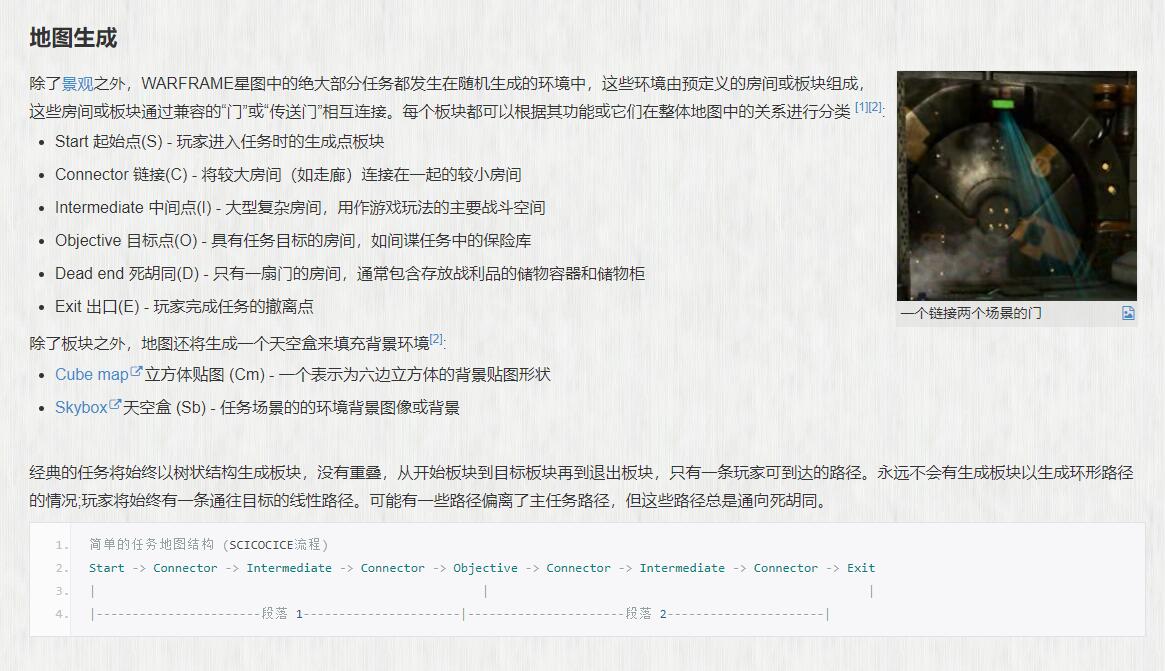 地图生成
除了景观之外，WARFRAME星图中的绝大部分任务都发生在随机生成的环境中，这些环境由预定义的房间或板块组成，
这些房间或板块通过兼容的“门”或“传送门”相互连接。每个板块都可以根据其功能或它们在整体地图中的关系进行分类 [1][2]:
• Start 起始点(S) - 玩家进入任务时的生成点板块
• Connector 链接(C) - 将较大房间（如走廊）连接在一起的较小房间
• Intermediate 中间点(I) - 大型复杂房间，用作游戏玩法的主要战斗空间
• Objective 目标点(O) - 具有任务目标的房间，如间谍任务中的保险库
• Dead end 死胡同(D) - 只有一扇门的房间，通常包含存放战利品的储物容器和储物柜
• Exit 出口(E) - 玩家完成任务的撤离点
一个链接两个场景的门
除了板块之外，地图还将生成一个天空盒来填充背景环境[2]:
• Cube map立方体贴图 (Cm) - 一个表示为六边立方体的背景贴图形状
• Skybox天空盒 (Sb) - 任务场景的的环境背景图像或背景
经典的任务将始终以树状结构生成板块，没有重叠，从开始板块到目标板块再到退出板块，只有一条玩家可到达的路径。永远不会有生成板块以生成环形路径
的情况;玩家将始终有一条通往目标的线性路径。可能有一些路径偏离了主任务路径，但这些路径总是通向死胡同。
1. 简单的任务地图结构 (SCICOCICE流程)
2. Start -> Connector -> Intermediate -> Connector -> Objective -> Connector -> Intermediate -> Connector -> Exit
3. | | |
4. |-----------------------段落 1----------------------|----------------------段落 2----------------------|